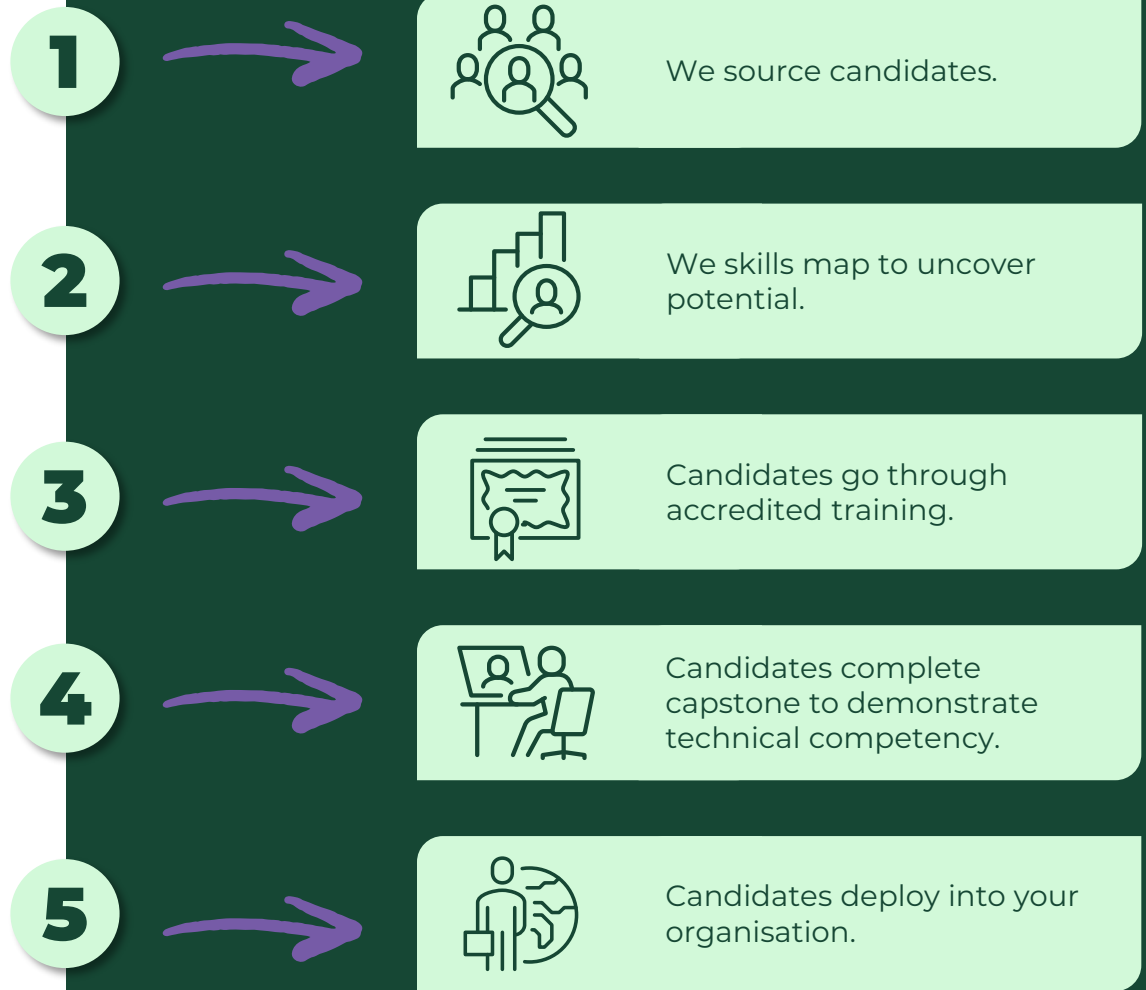 1
We source candidates.
2
We skills map to uncover
potential.
3
Candidates go through
accredited training.
4
Candidates complete
capstone to demonstrate
technical competency.
5
Candidates deploy into your
organisation.